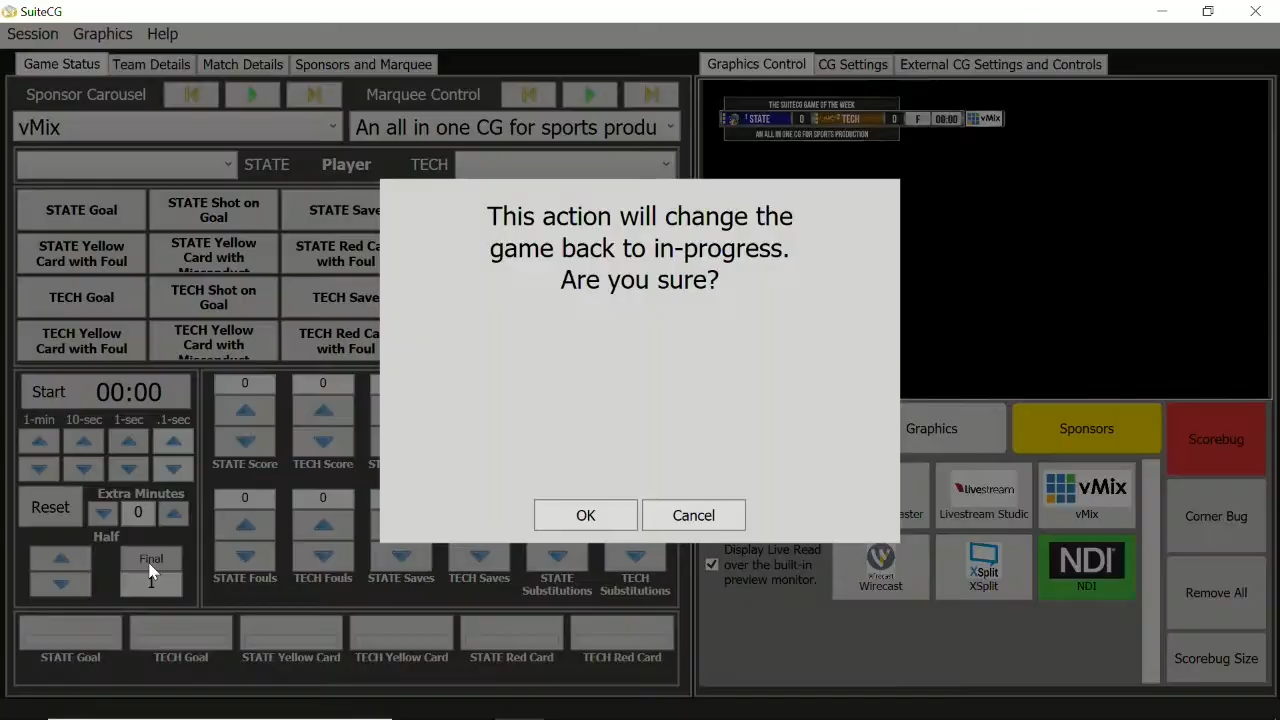 SuiteCG
Session Graphics Help
Game Status Team Details Match Details Sponsors and Marquee
Graphics Control CG Settings External CG Settings and Controls
Sponsor Carousel Marquee Control
vMix An all in one CG for sports produ
STATE Player TECH
THE SUITECG GAME OF THE WEEK
STATE 0 TECH 0 F 00:00 vMix
AN ALL IN ONE CG FOR SPORTS PRODUCTION
STATE Goal
STATE Shot on
Goal
STATE Save
STATE Yellow
Card with Foul
STATE Yellow
Card with
STATE Red Ca
with Foul
TECH Goal
TECH Shot on
Goal
TECH Save
TECH Yellow
Card with Foul
TECH Yellow
Card with
TECH Red Ca
with Foul
This action will change the
game back to in-progress.
Are you sure?
OK Cancel
Start 00:00
1-min 10-sec 1-sec .1-sec
Reset
Extra Minutes
0
Half
Final
1
0 0
STATE Score TECH Score ST
0 0
STATE Fouls TECH Fouls STATE Saves TECH Saves
STATE
Substitutions
TECH
Substitutions
STATE Goal TECH Goal STATE Yellow Card TECH Yellow Card STATE Red Card TECH Red Card
Graphics Sponsors Scorebug
aster
livestream
Livestream Studic
vMix
vMix
Corner Bug
Display Live Read
over the built-in
preview monitor.
Wirecast
Wirecast
XSplit
XSplit
NDI
NDI
Remove All
Scorebug Size